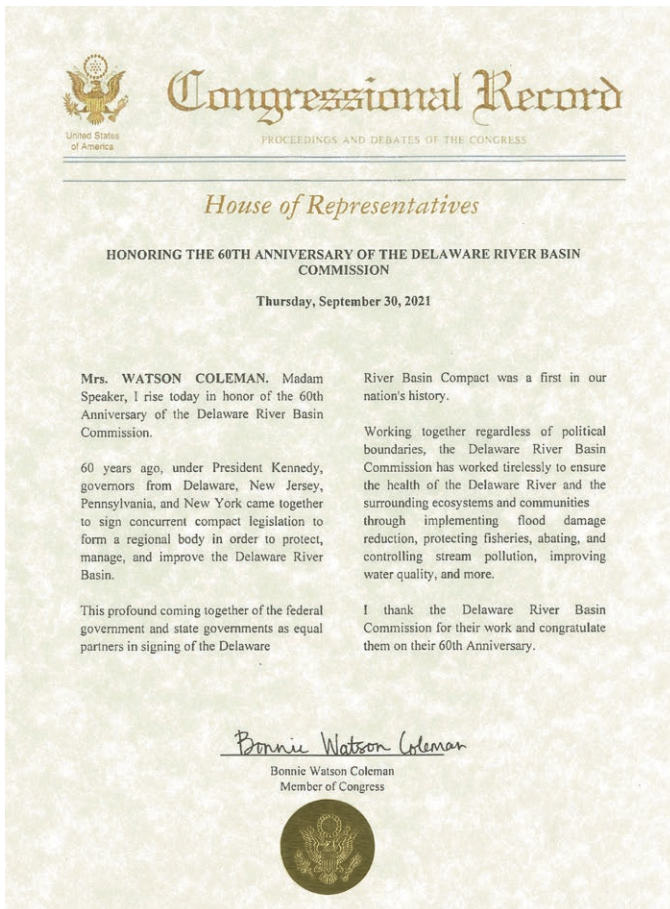 Congressional Record
United States
of America
PROCEEDINGS AND DEBATES OF THE CONGRESS
House of Representatives
HONORING THE 60TH ANNIVERSARY OF THE DELAWARE RIVER BASIN
COMMISSION
Thursday, September 30, 2021
Mrs. WATSON COLEMAN. Madam
Speaker, I rise today in honor of the 60th
Anniversary of the Delaware River Basin
Commission.
60 years ago, under President Kennedy,
governors from Delaware, New Jersey,
Pennsylvania, and New York came together
to sign concurrent compact legislation to
form a regional body in order to protect,
manage, and improve the Delaware River
Basin.
This profound coming together of the federal
government and state governments as equal
partners in signing of the Delaware
River Basin Compact was a first in our
nation's history.
Working together regardless of political
boundaries, the Delaware River Basin
Commission has worked tirelessly to ensure
the health of the Delaware River and the
surrounding ecosystems and communities
through implementing flood damage
reduction, protecting fisheries, abating, and
controlling stream pollution, improving
water quality, and more.
I thank the Delaware River Basin
Commission for their work and congratulate
them on their 60th Anniversary.
Bonnie Watson Coleman
Bonnie Watson Coleman
Member of Congress